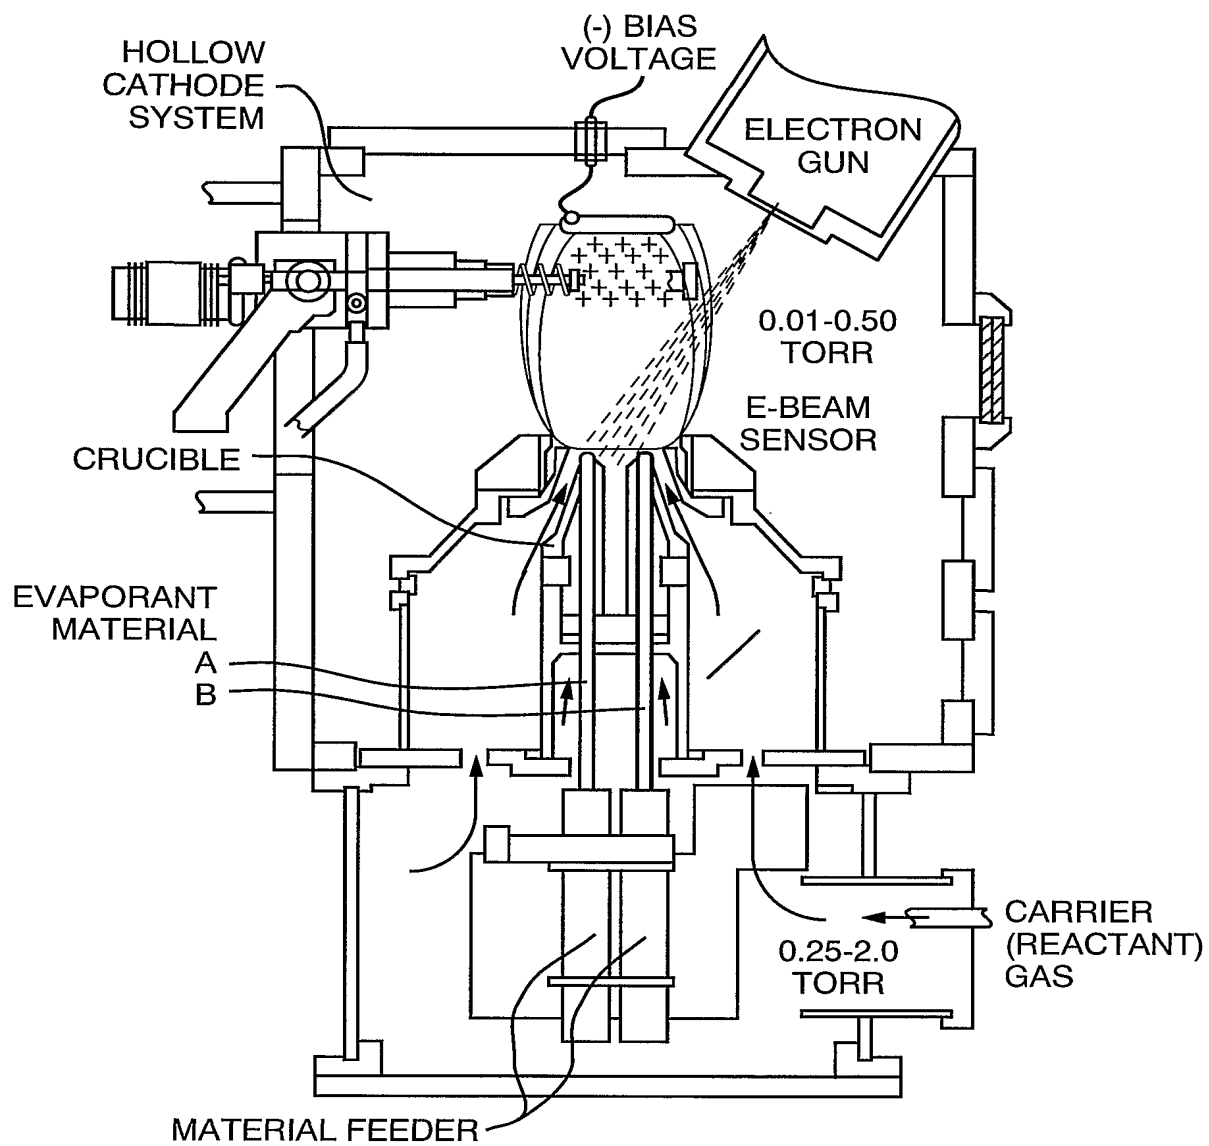 (-) BIAS
VOLTAGE
HOLLOW
CATHODE
SYSTEM
ELECTRON
GUN
0.01-0.50
TORR
E-BEAM
SENSOR
CRUCIBLE
EVAPORANT
MATERIAL
A
B
CARRIER
(REACTANT)
GAS
0.25-2.0
TORR
MATERIAL FEEDER